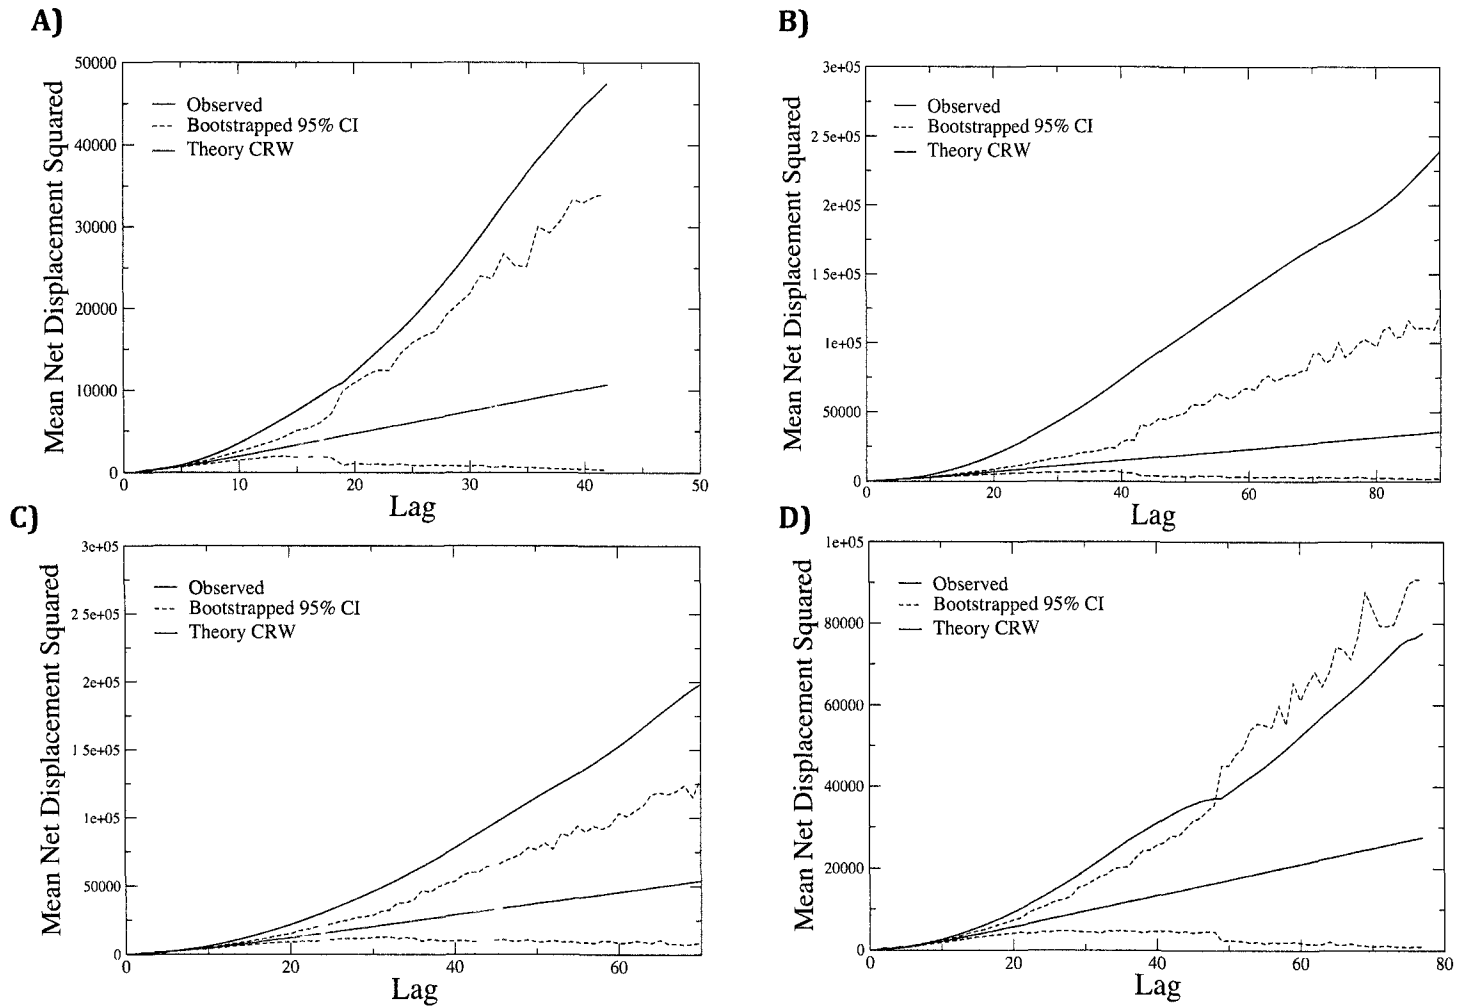 A)
Mean Net Displacement Squared
50000
40000
30000
20000
10000
0
Observed
Bootstrapped 95% CI
Theory CRW
0 10 20 30 40 50
Lag
B)
Mean Net Displacement Squared
3e+05
2 5e+05
2e+05
1 5e+05
1e+05
50000
0
Observed
Bootstrapped 95% CI
Theory CRW
0 20 40 60 80
Lag
C)
Mean Net Displacement Squared
3e+05
2 5e+05
2e+05
1 5e+05
1e+05
50000
0
Observed
Bootstrapped 95% CI
Theory CRW
0 20 40 60
Lag
D)
Mean Net Displacement Squared
1e+05
80000
60000
40000
20000
0
Observed
Bootstrapped 95% CI
Theory CRW
0 20 40 60 80
Lag